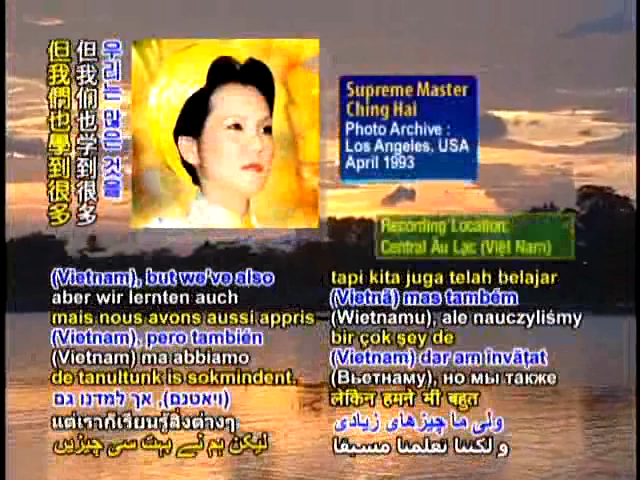 但我們也學到很多
但我们也学到很多
우리는 많은 것을
Supreme Master
Ching Hai
Photo Archive :
Los Angeles, USA
April 1993
Recording Location:
Central Âu Lạc (Việt Nam)
(Vietnam), but we've also
aber wir lernten auch
mais nous avons aussi appris
(Vietnam), pero también
(Vietnam) ma abbiamo
de tanultunk is sokmindent.
(ויאטנם), אך למדנו גם
แต่เราก็เรียนรู้สิ่งต่างๆ
لیکن ہم نے بہت سی چیزیں
tapi kita juga telah belajar
(Vietnã) mas também
(Wietnamu), ale nauczyliśmy
bir çok şey de
(Vietnam) dar am învăţat
(Вьетнаму), но мы также
लेकिन हमने भी बहुत
ولی ما چیزهای زیادی
و لكننا تعلمنا مسبقا